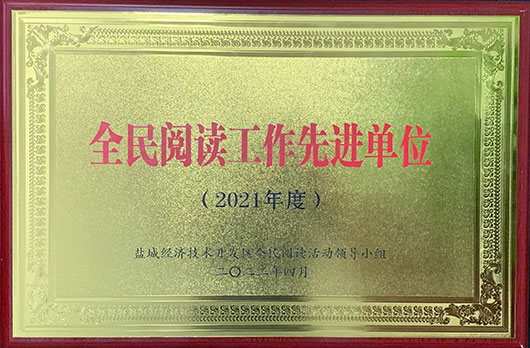 全民阅读工作先进单位
（2021年度）
盐城经济技术开发区全民阅读活动领导小组
二〇二二年四月